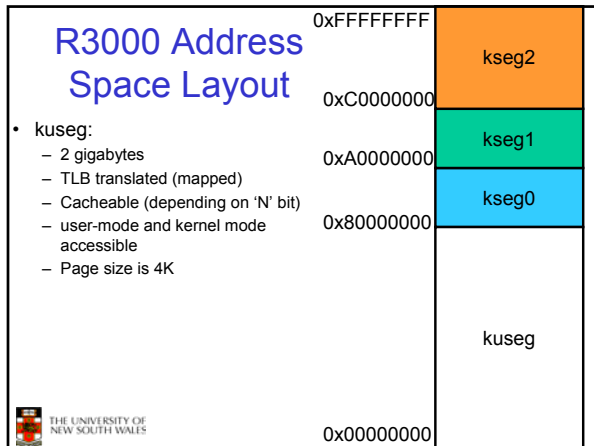 R3000 Address
Space Layout
• kuseg:
– 2 gigabytes
– TLB translated (mapped)
– Cacheable (depending on ‘N’ bit)
– user-mode and kernel mode
accessible
– Page size is 4K
0xFFFFFFFF
kseg2
0xC0000000
kseg1
0xA0000000
kseg0
0x80000000
kuseg
0x00000000
THE UNIVERSITY OF
NEW SOUTH WALES